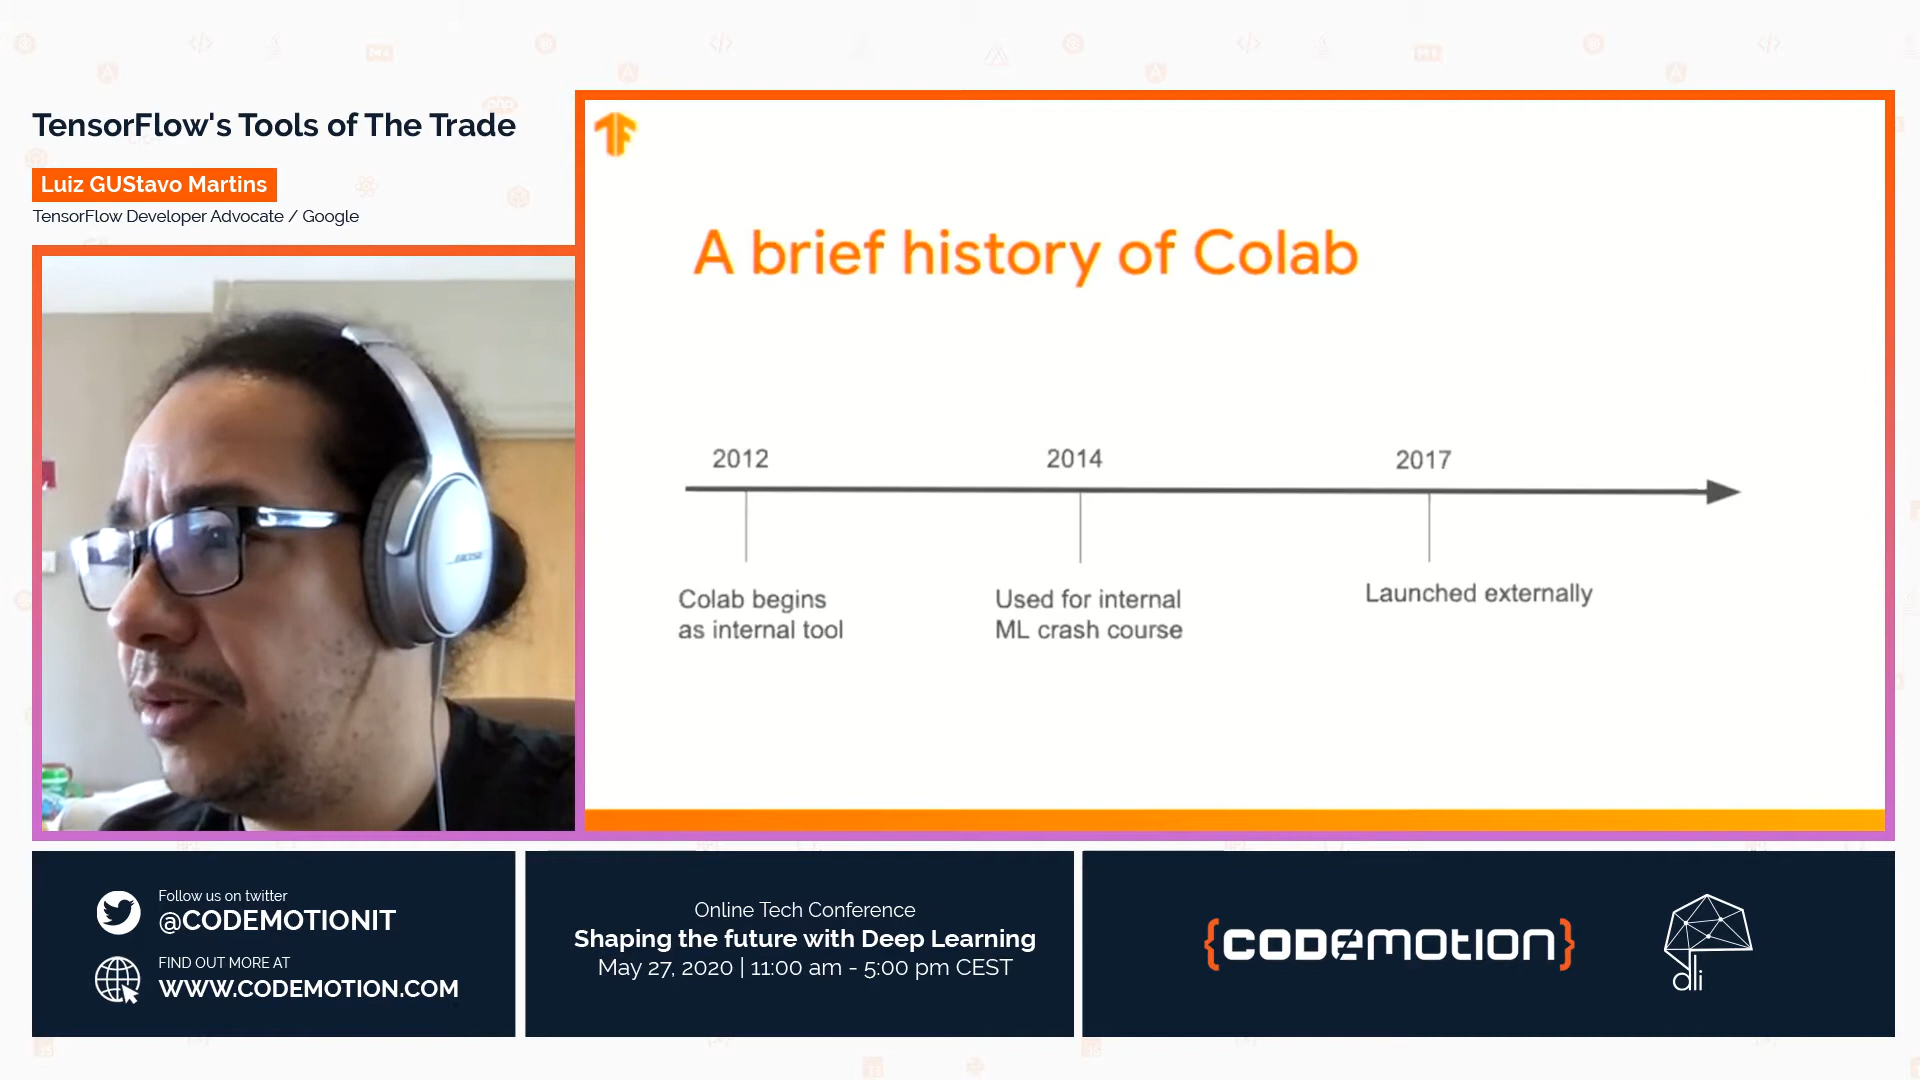 TensorFlow's Tools of The Trade
Luiz GUStavo Martins
TensorFlow Developer Advocate / Google
BOSE
A brief history of Colab
2012
2014
2017
Colab begins
as internal tool
Used for internal
ML crash course
Launched externally
Follow us on twitter
@CODEMOTIONIT
FIND OUT MORE AT
WWW.CODEMOTION.COM
Online Tech Conference
Shaping the future with Deep Learning
May 27, 2020 | 11:00 am - 5:00 pm CEST
{CODEMOTION}
dli